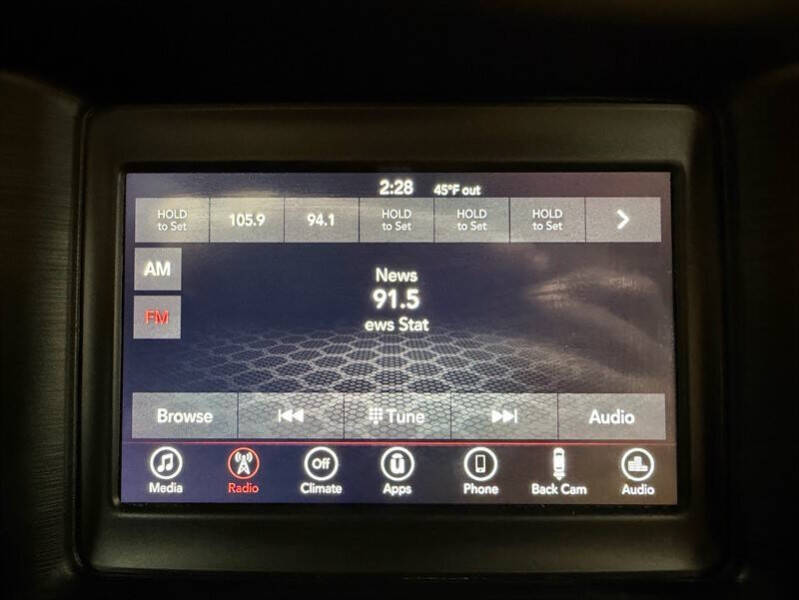 2:28 45°F out
HOLD to Set 105.9 94.1 HOLD to Set HOLD to Set HOLD to Set
AM
FM
News
91.5
ews Stat
Browse Tune Audio
Off
Media Radio Climate Apps Phone Back Cam Audio